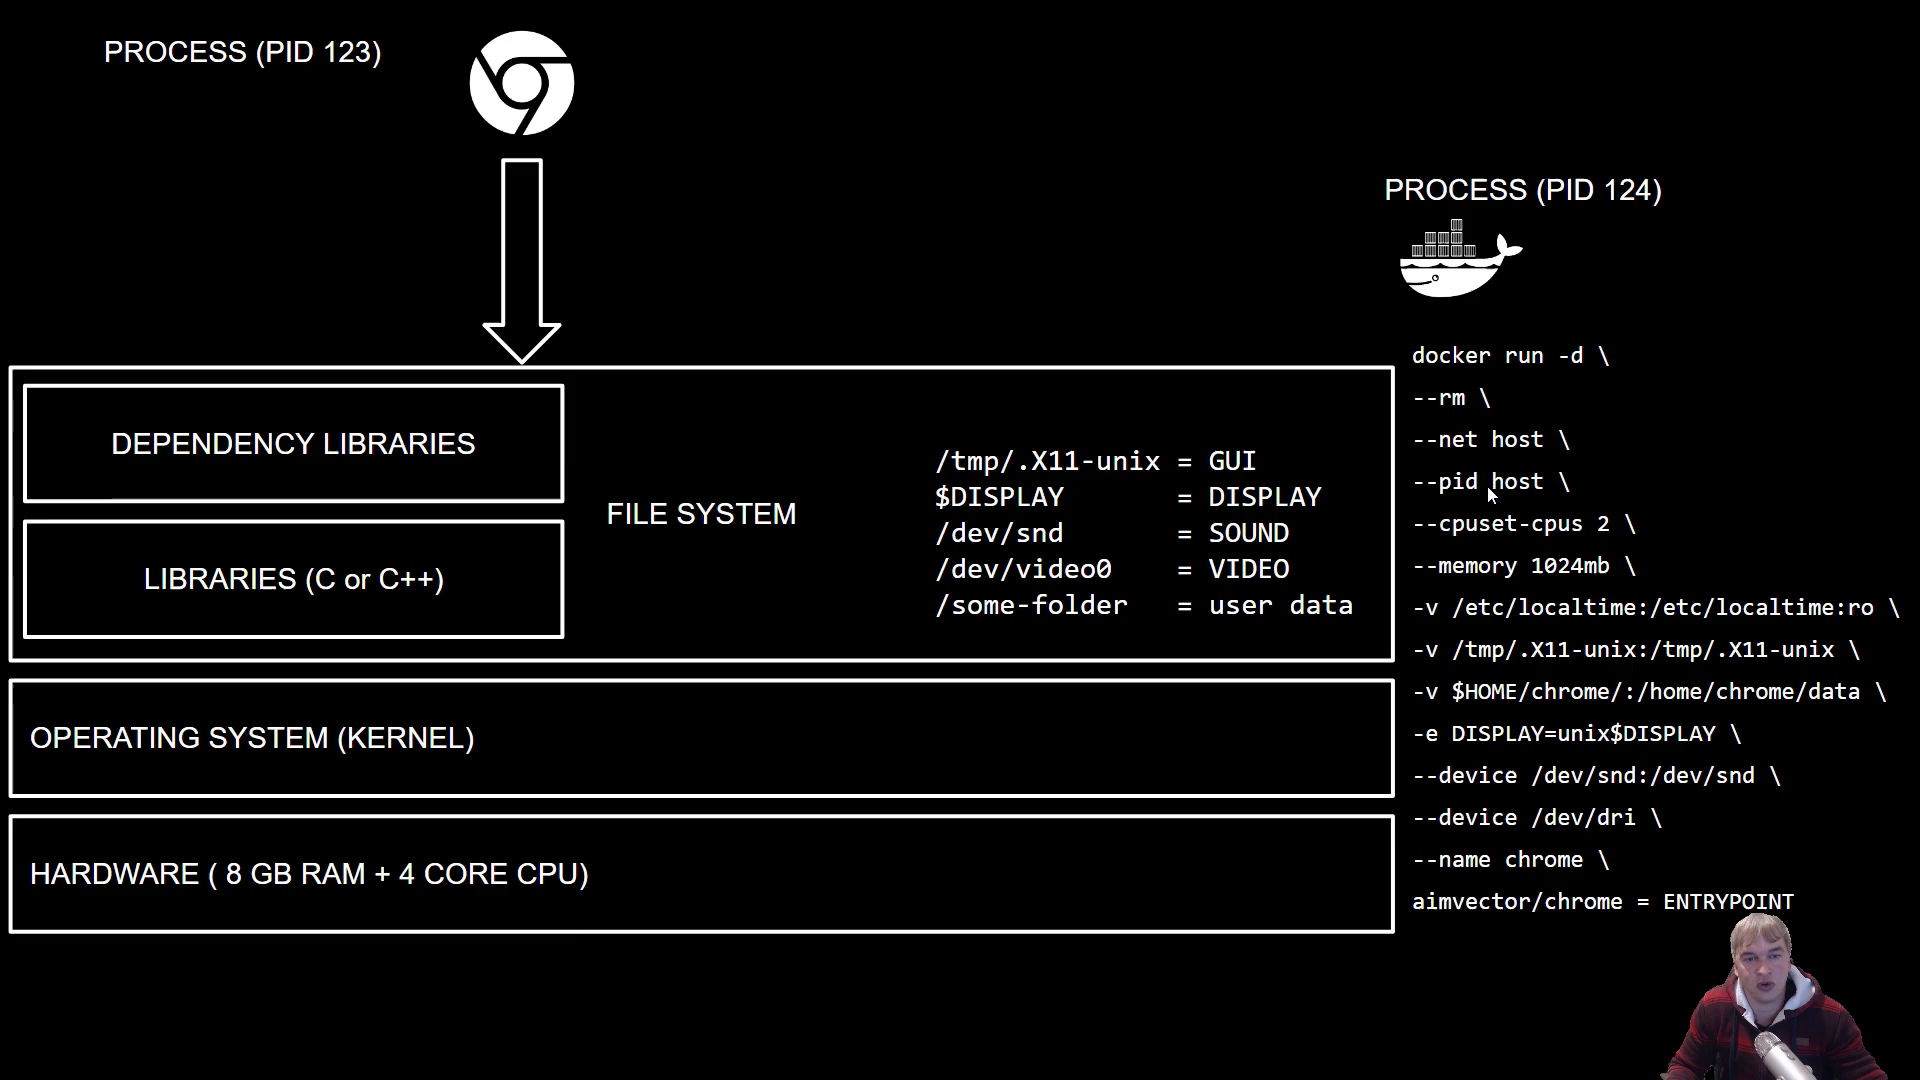 PROCESS (PID 123)
PROCESS (PID 124)
DEPENDENCY LIBRARIES
LIBRARIES (C or C++)
FILE SYSTEM
/tmp/.X11-unix = GUI
$DISPLAY = DISPLAY
/dev/snd = SOUND
/dev/video0 = VIDEO
/some-folder = user data
OPERATING SYSTEM (KERNEL)
HARDWARE ( 8 GB RAM + 4 CORE CPU)
docker run -d \
--rm \
--net host \
--pid host \
--cpuset-cpus 2 \
--memory 1024mb \
-v /etc/localtime:/etc/localtime:ro \
-v /tmp/.X11-unix:/tmp/.X11-unix \
-v $HOME/chrome/:/home/chrome/data \
-e DISPLAY=unix$DISPLAY \
--device /dev/snd:/dev/snd \
--device /dev/dri \
--name chrome \
aimvector/chrome = ENTRYPOINT